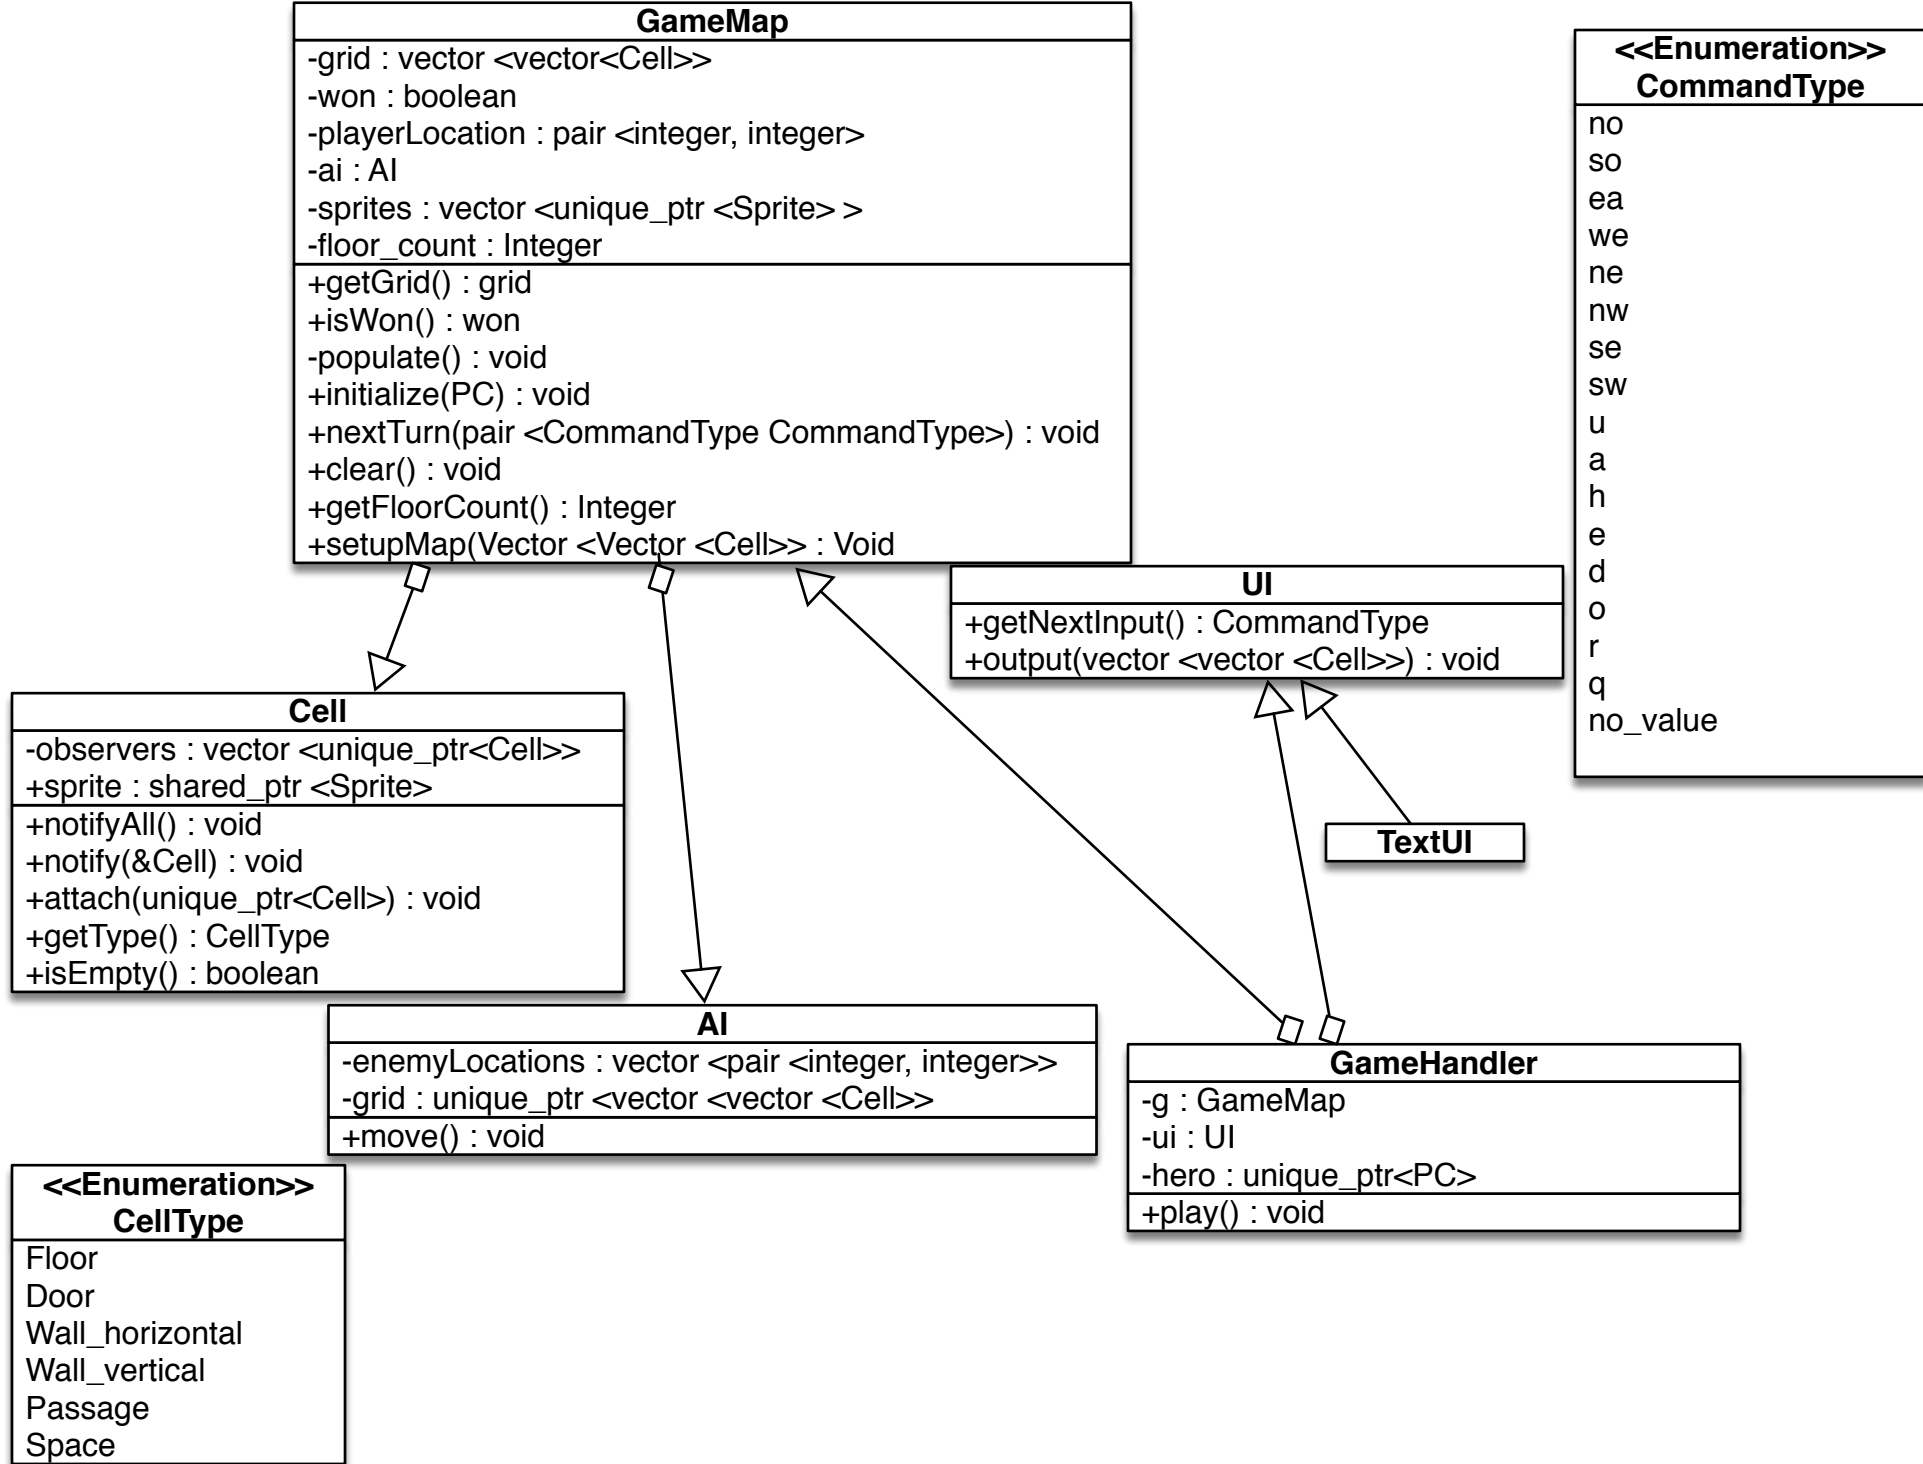 GameMap
-grid : vector <vector<Cell>>
-won : boolean
-playerLocation : pair <integer, integer>
-ai : AI
-sprites : vector <unique_ptr <Sprite> >
-floor_count : Integer
+getGrid() : grid
+isWon() : won
-populate() : void
+initialize(PC) : void
+nextTurn(pair <CommandType CommandType>) : void
+clear() : void
+getFloorCount() : Integer
+setupMap(Vector <Vector <Cell>> : Void
<<Enumeration>>
CommandType
no
so
ea
we
ne
nw
se
sw
u
a
h
e
d
o
r
q
no_value
UI
+getNextInput() : CommandType
+output(vector <vector <Cell>>) : void
Cell
-observers : vector <unique_ptr<Cell>>
+sprite : shared_ptr <Sprite>
+notifyAll() : void
+notify(&Cell) : void
+attach(unique_ptr<Cell>) : void
+getType() : CellType
+isEmpty() : boolean
TextUI
AI
-enemyLocations : vector <pair <integer, integer>>
-grid : unique_ptr <vector <vector <Cell>>
+move() : void
GameHandler
-g : GameMap
-ui : UI
-hero : unique_ptr<PC>
+play() : void
<<Enumeration>>
CellType
Floor
Door
Wall_horizontal
Wall_vertical
Passage
Space